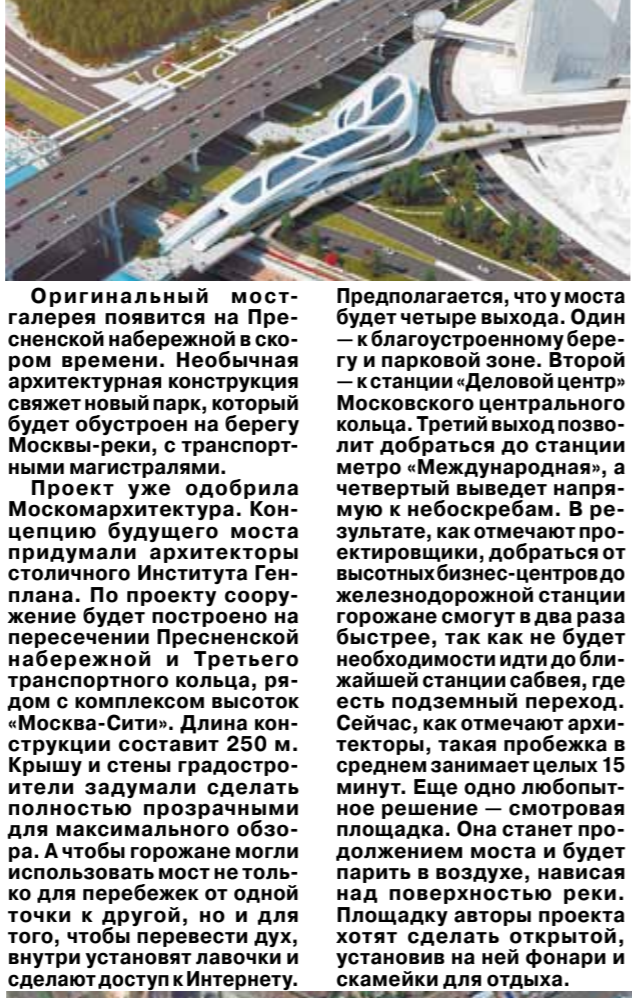 Оригинальный мост-
галерея появится на Пре-
сненской набережной в ско-
ром времени. Необычная
архитектурная конструкция
свяжет новый парк, который
будет обустроен на берегу
Москвы-реки, с транспорт-
ными магистралями.
Проект уже одобрила
Москомархитектура. Кон-
цепцию будущего моста
придумали архитекторы
столичного Института Ген-
плана. По проекту соору-
жение будет построено на
пересечении Пресненской
набережной и Третьего
транспортного кольца, ря-
дом с комплексом высоток
«Москва-Сити». Длина кон-
струкции составит 250 м.
Крышу и стены градостро-
ители задумали сделать
полностью прозрачными
для максимального обзо-
ра. А чтобы горожане могли
использовать мост не толь-
ко для перебежек от одной
точки к другой, но и для
того, чтобы перевести дух,
внутри установят лавочки и
сделают доступ к Интернету.
Предполагается, что у моста
будет четыре выхода. Один
— к благоустроенному бере-
гу и парковой зоне. Второй
— к станции «Деловой центр»
Московского центрального
кольца. Третий выход позво-
лит добраться до станции
метро «Международная», а
четвертый выведет напря-
мую к небоскребам. В ре-
зультате, как отмечают про-
ектировщики, добраться от
высотных бизнес-центров до
железнодорожной станции
горожане смогут в два раза
быстрее, так как не будет
необходимости идти до бли-
жайшей станции сабвея, где
есть подземный переход.
Сейчас, как отмечают архи-
текторы, такая пробежка в
среднем занимает целых 15
минут. Еще одно любопыт-
ное решение — смотровая
площадка. Она станет про-
должением моста и будет
парить в воздухе, нависая
над поверхностью реки.
Площадку авторы проекта
хотят сделать открытой,
установив на ней фонари и
скамейки для отдыха.